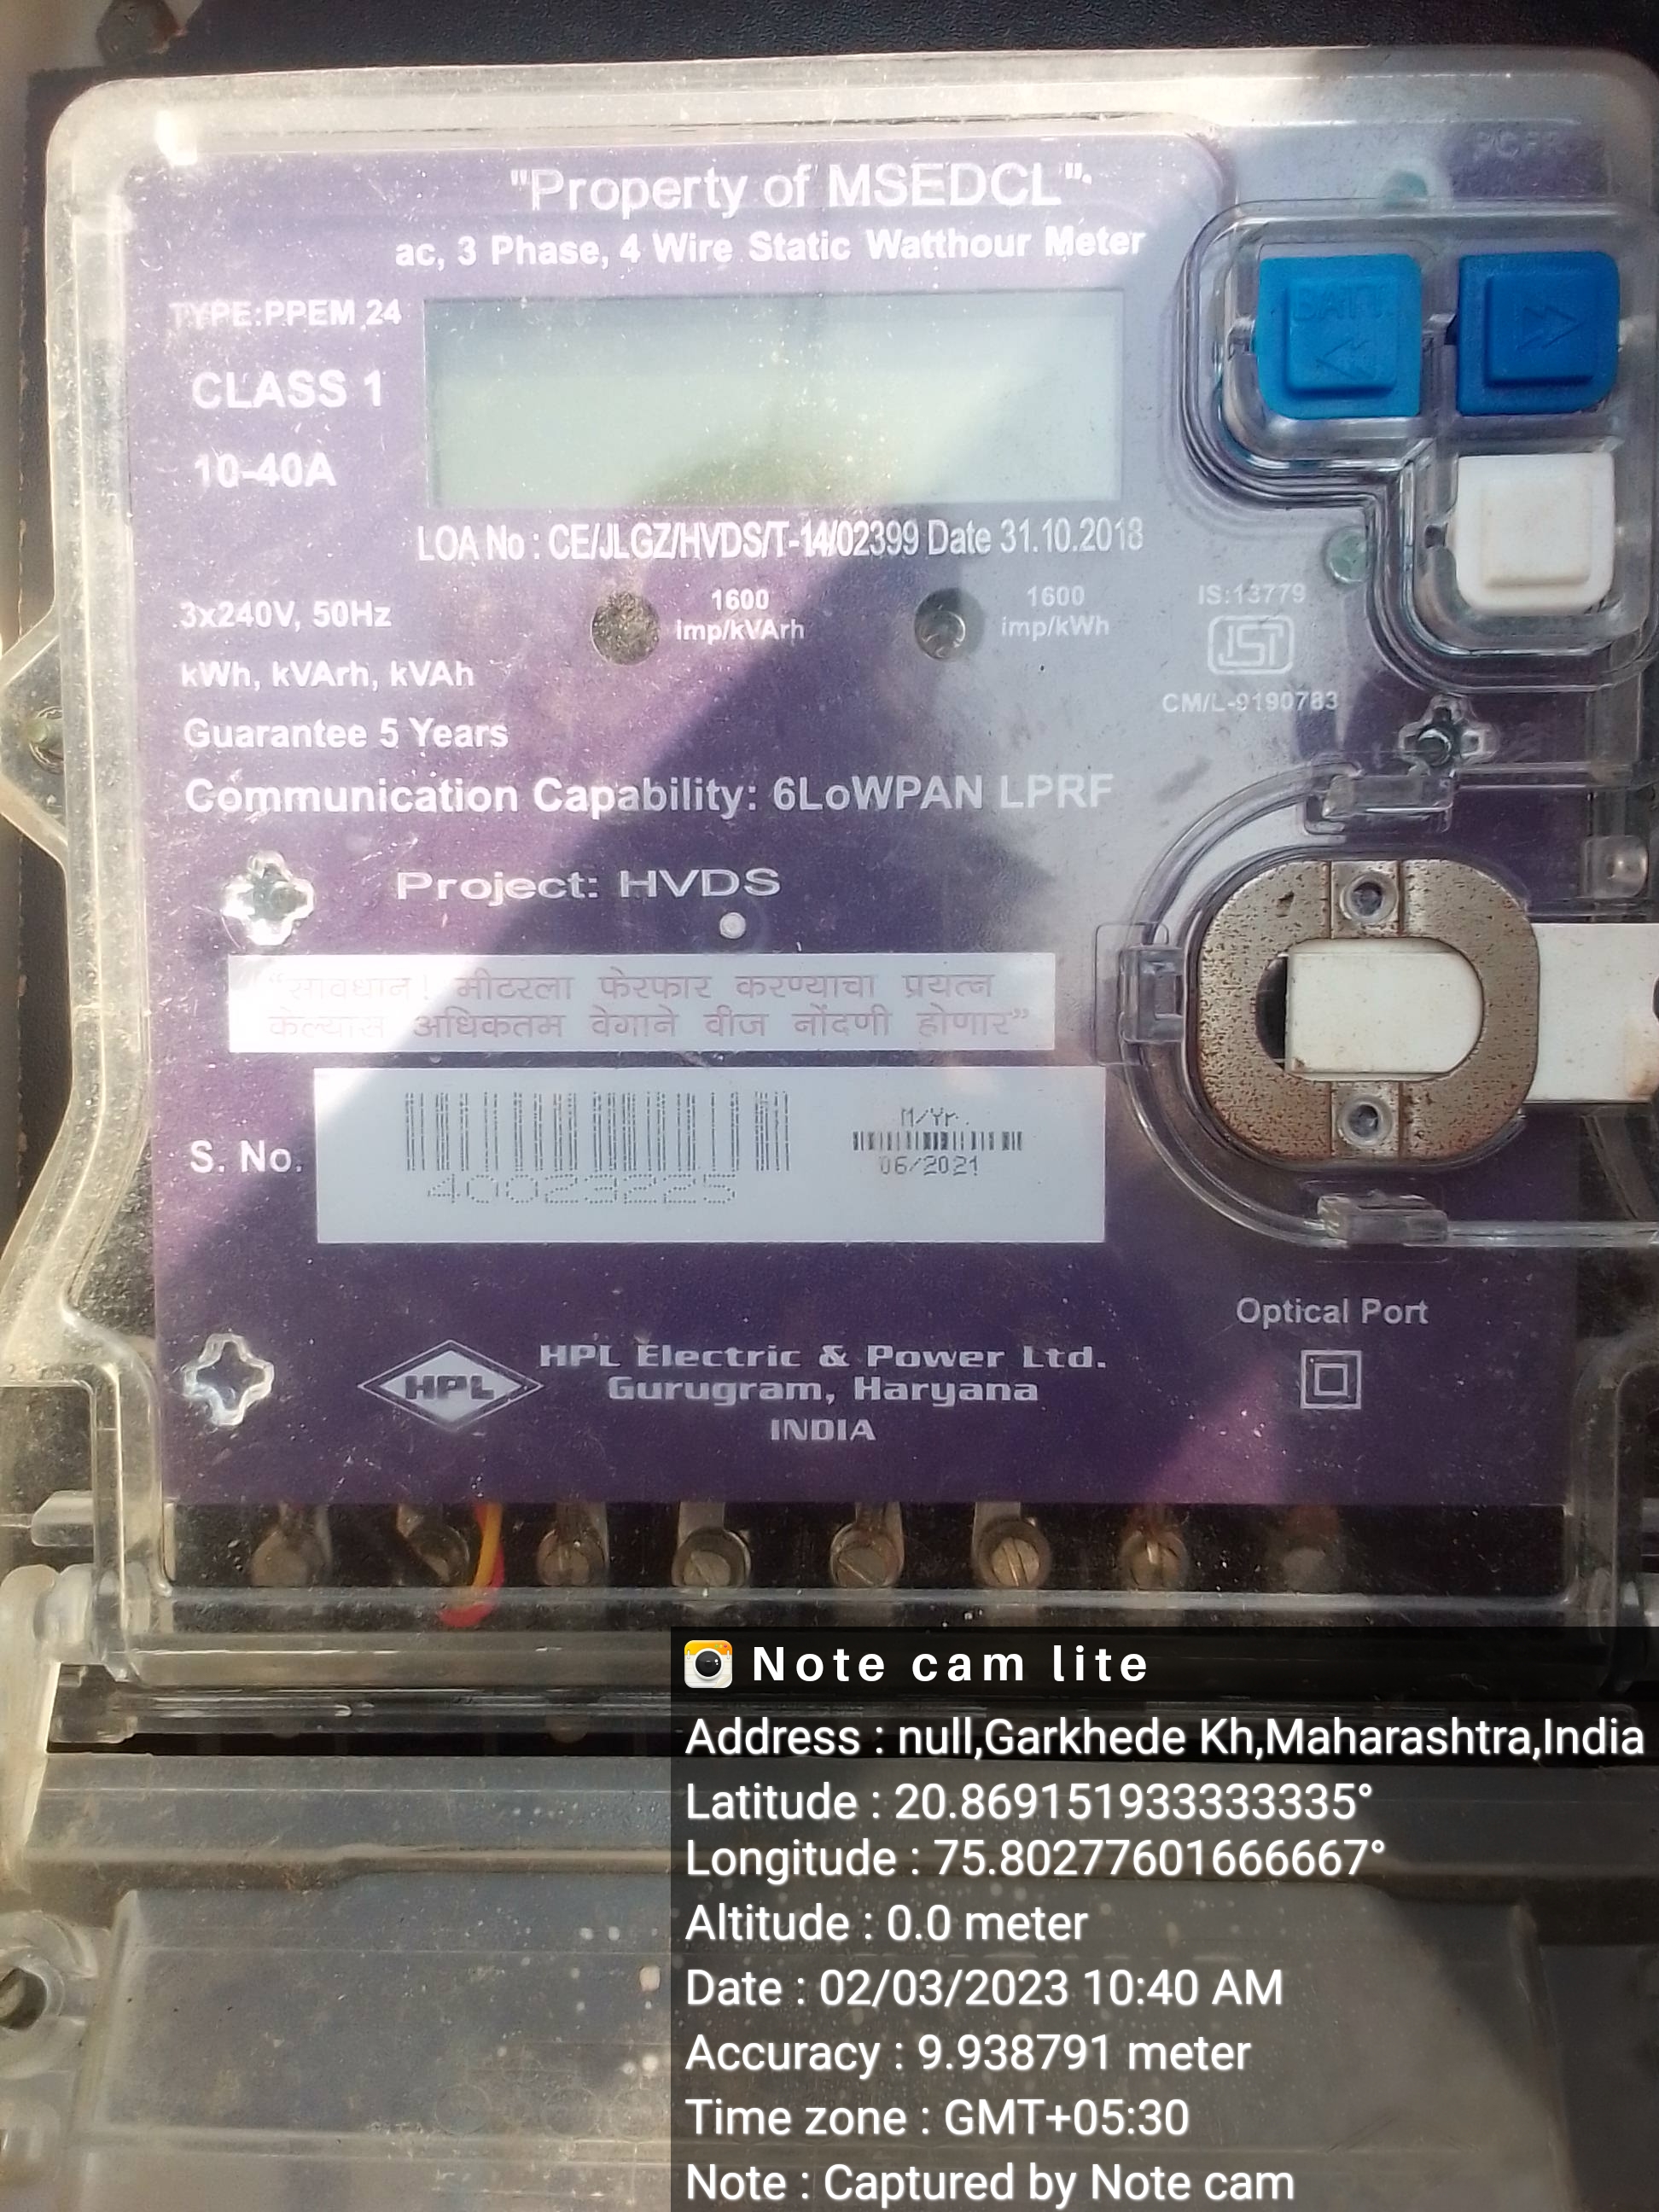 "Property of MSEDCL"
ac, 3 Phase, 4 Wire Static Watthour Meter
TYPE:PPEM 24
CLASS 1
10-40A
BATT.
LOA No : CE/JLGZ/HVDS/T-14/02399 Date 31.10.2018
3x240V, 50Hz
1600
imp/kVArh
1600
imp/kWh
IS:13779
CM/L-9190783
kWh, kVArh, kVAh
Guarantee 5 Years
Communication Capability: 6LoWPAN LPRF
Project: HVDS
“सावधान! मीटरला फेरफार करण्याचा प्रयत्न
केल्यास अधिकतम वेगाने वीज नोंदणी होणार”
S. No.
40023225
M/Yr.
06/2021
Optical Port
HPL
HPL Electric & Power Ltd.
Gurugram, Haryana
INDIA
Note cam lite
Address : null,Garkhede Kh,Maharashtra,India
Latitude : 20.869151933333335°
Longitude : 75.80277601666667°
Altitude : 0.0 meter
Date : 02/03/2023 10:40 AM
Accuracy : 9.938791 meter
Time zone : GMT+05:30
Note : Captured by Note cam